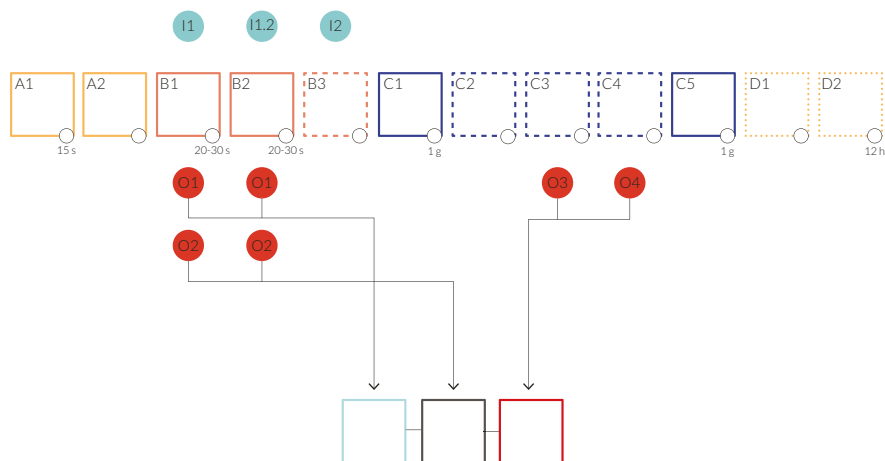 I1 I1.2 I2
A1 A2 B1 B2 B3 C1 C2 C3 C4 C5 D1 D2
15 s 20-30 s 20-30 s 1 g 1 g 12 h
O1 O1 O3 O4
O2 O2